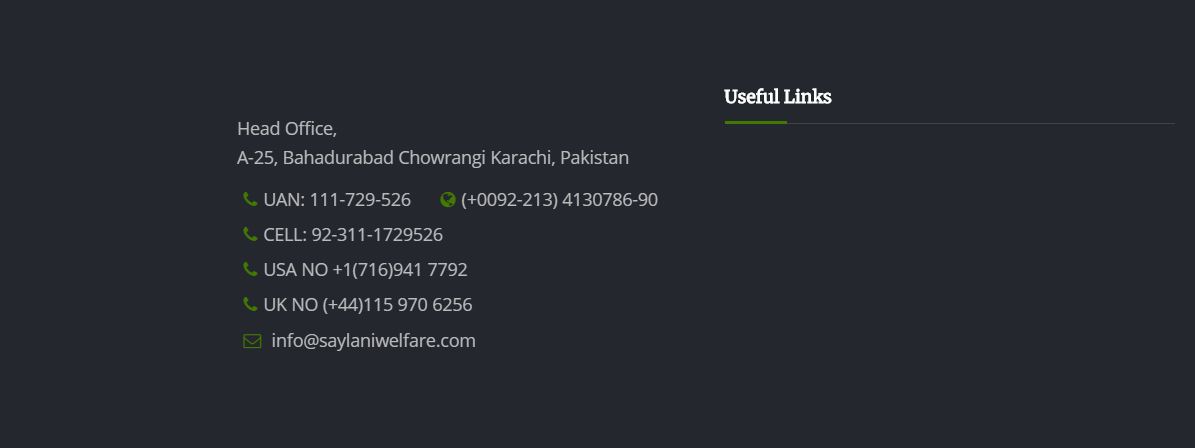 Head Office,
A-25, Bahadurabad Chowrangi Karachi, Pakistan
UAN: 111-729-526 (+0092-213) 4130786-90
CELL: 92-311-1729526
USA NO +1(716)941 7792
UK NO (+44)115 970 6256
info@saylaniwelfare.com
Useful Links